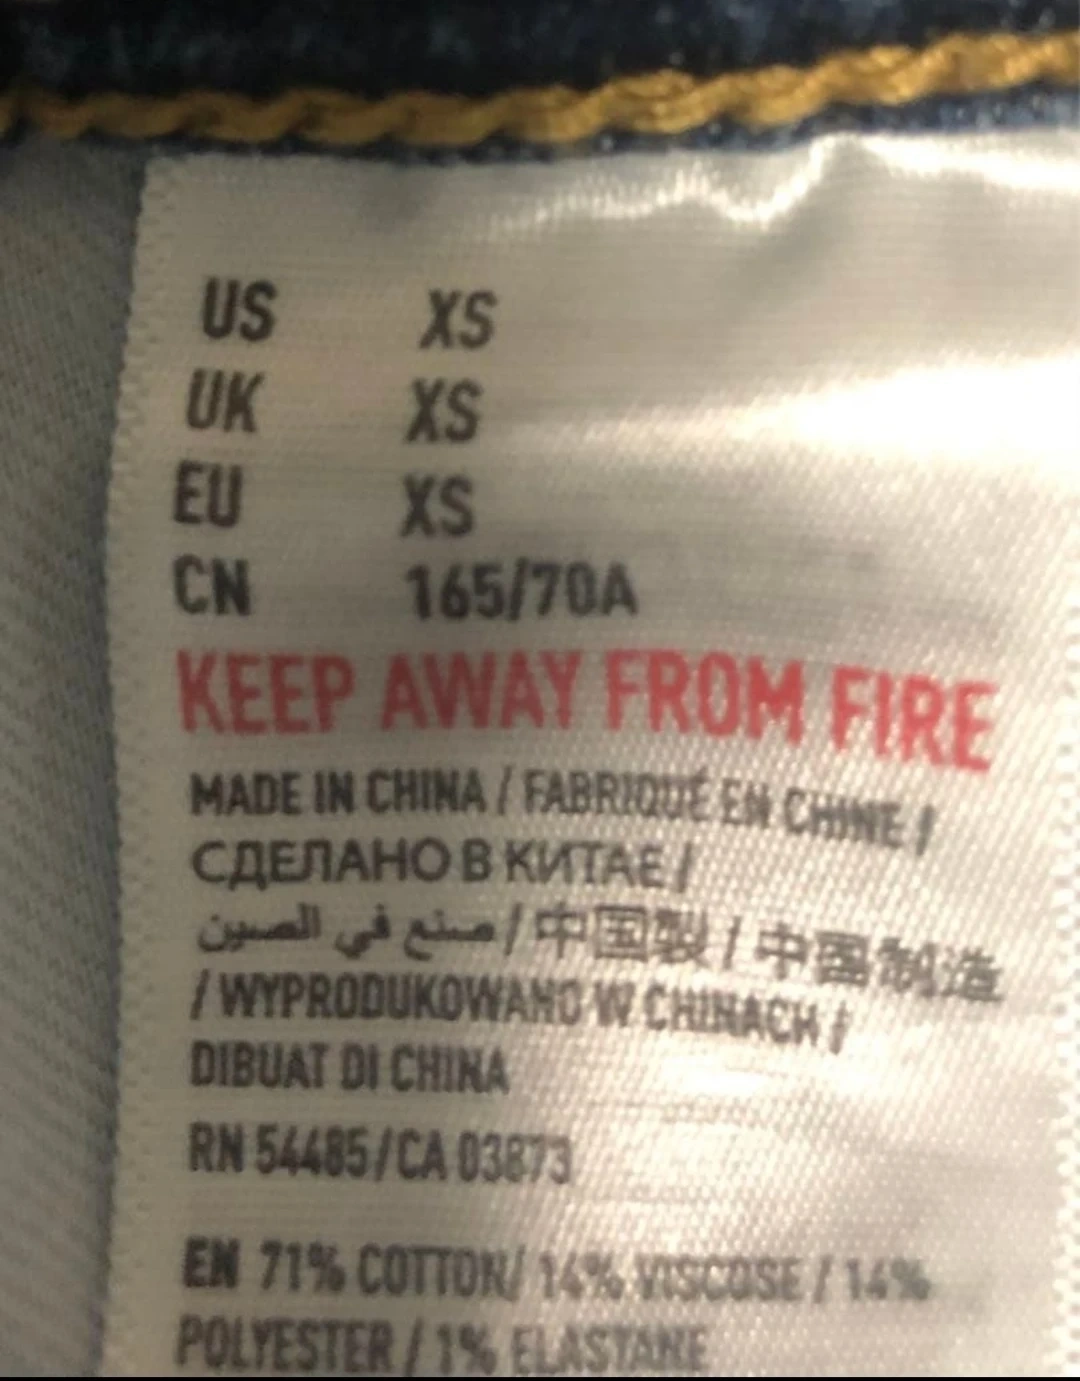 US XS
UK XS
EU XS
CN 165/70A
KEEP AWAY FROM FIRE
MADE IN CHINA / FABRIQUÉ EN CHINE /
СДЕЛАНО В КИТАЕ /
صنع في الصين / 中国製 / 中国制造
/ WYPRODUKOWANO W CHINACH /
DIBUAT DI CHINA
RN 54485 / CA 03873
EN 71% COTTON/ 14% VISCOSE / 14%
POLYESTER / 1% ELASTANE